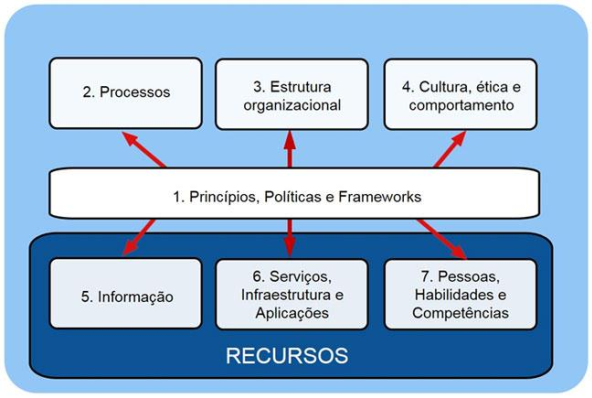 2. Processos
3. Estrutura
organizacional
4. Cultura, ética e
comportamento
1. Princípios, Políticas e Frameworks
5. Informação
6. Serviços,
Infraestrutura e
Aplicações
7. Pessoas,
Habilidades e
Competências
RECURSOS